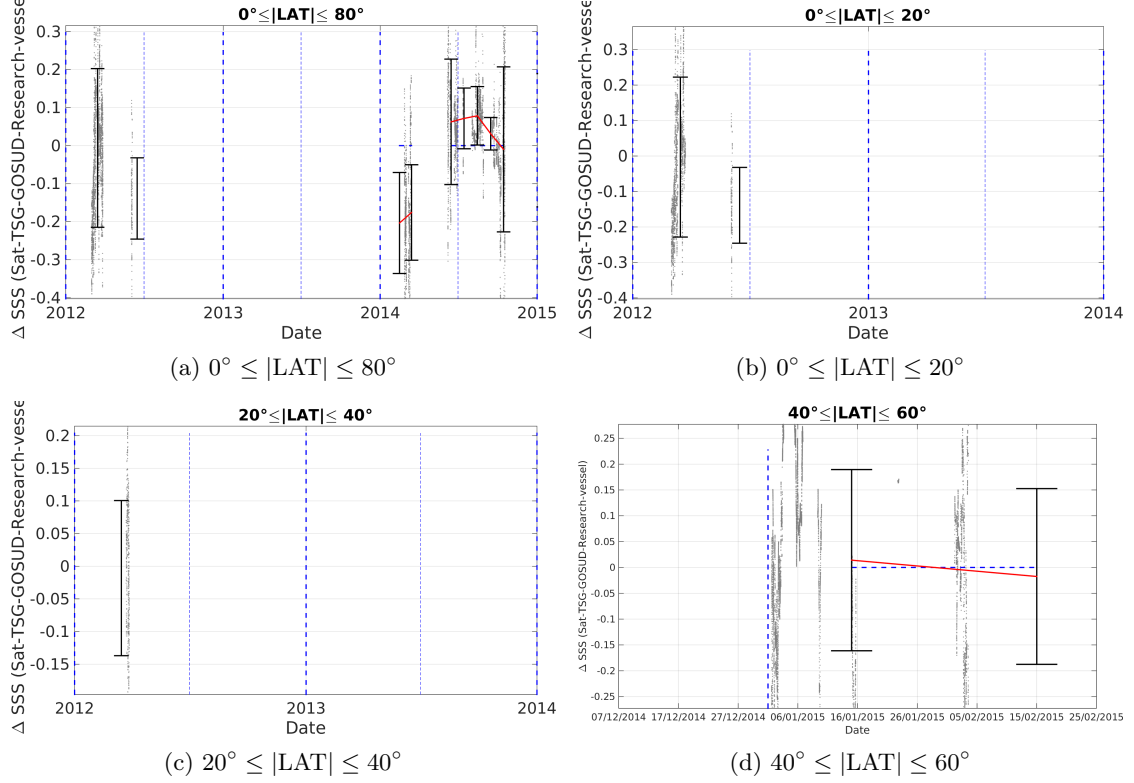 0°≤|LAT|≤ 80°
Δ SSS (Sat-TSG-GOSUD-Research-vessel)
0.3
0.2
0.1
0
-0.1
-0.2
-0.3
-0.4
2012 2013 2014 2015
Date
(a) 0° ≤ |LAT| ≤ 80°
0°≤|LAT|≤ 20°
Δ SSS (Sat-TSG-GOSUD-Research-vessel)
0.3
0.2
0.1
0
-0.1
-0.2
-0.3
-0.4
2012 2013 2014
Date
(b) 0° ≤ |LAT| ≤ 20°
20°≤|LAT|≤ 40°
Δ SSS (Sat-TSG-GOSUD-Research-vesse
0.2
0.15
0.1
0.05
0
-0.05
-0.1
-0.15
2012 2013 2014
Date
(c) 20° ≤ |LAT| ≤ 40°
40°≤|LAT|≤ 60°
Δ SSS (Sat-TSG-GOSUD-Research-vessel)
0.25
0.2
0.15
0.1
0.05
0
-0.05
-0.1
-0.15
-0.2
-0.25
07/12/2014 17/12/2014 27/12/2014 06/01/2015 16/01/2015 26/01/2015 05/02/2015 15/02/2015 25/02/2015
Date
(d) 40° ≤ |LAT| ≤ 60°